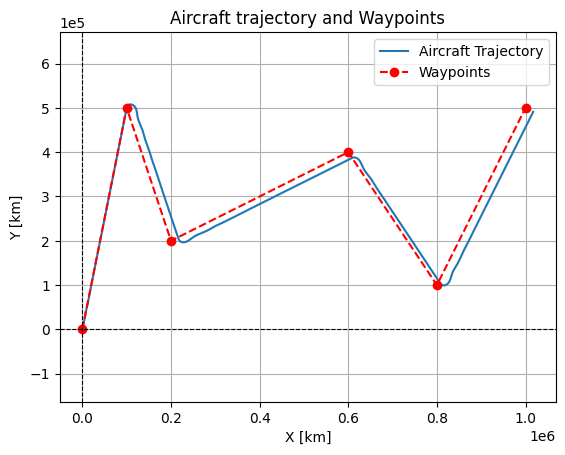 Aircraft trajectory and Waypoints
1e5
Aircraft Trajectory
Waypoints
6
5
4
3
2
1
0
−1
Y [km]
0.0 0.2 0.4 0.6 0.8 1.0
1e6
X [km]